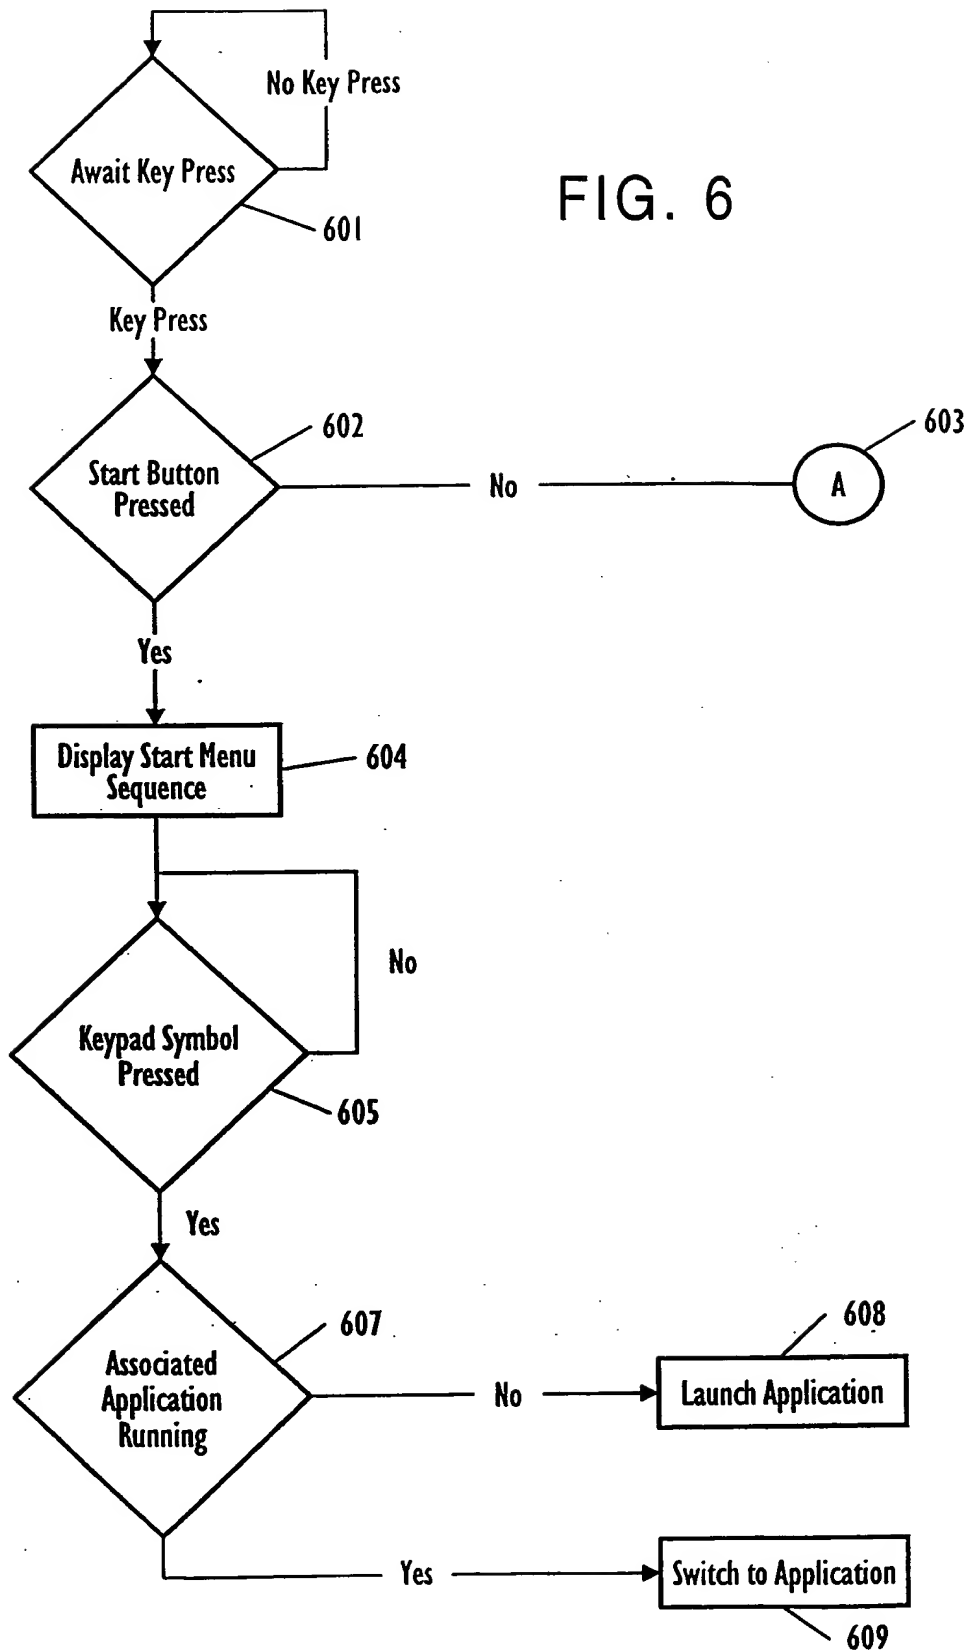 No Key Press
Await Key Press
FIG. 6
601
Key Press
602
603
Start Button
Pressed
No
A
Yes
Display Start Menu
Sequence
604
No
Keypad Symbol
Pressed
605
Yes
607
608
Associated
Application
Running
No
Launch Application
Yes
Switch to Application
609